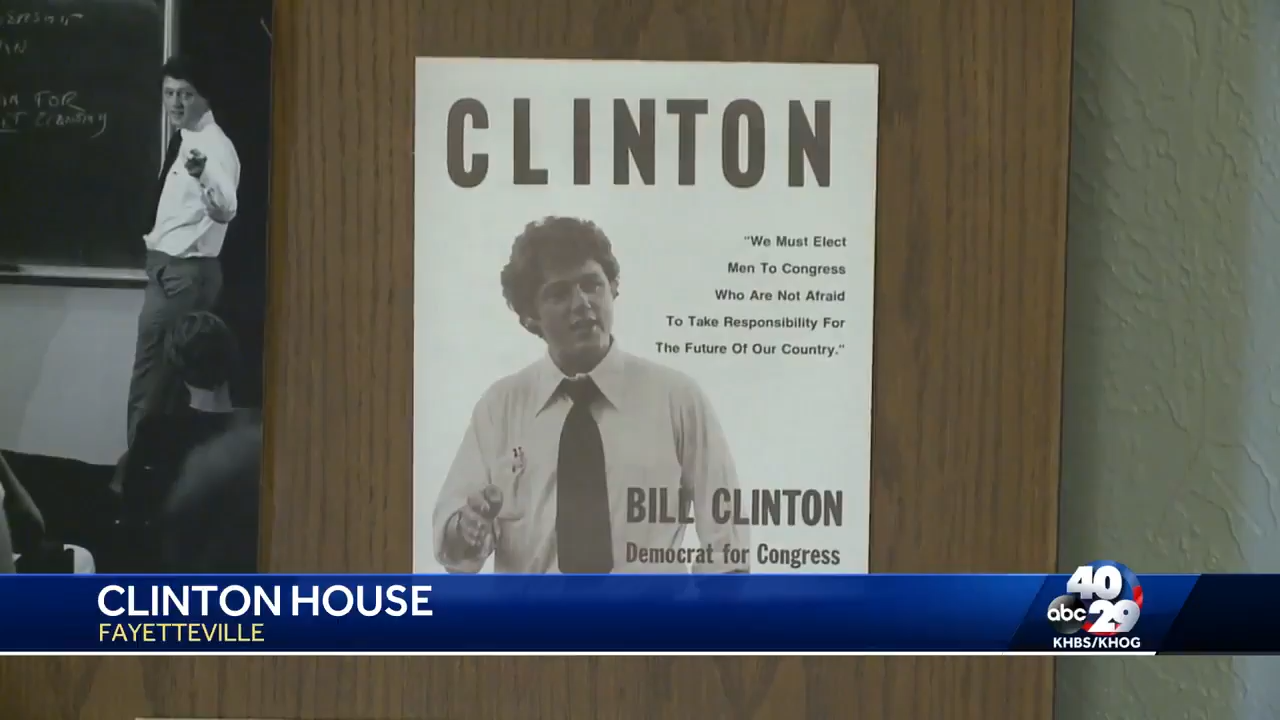 CLINTON
"We Must Elect
Men To Congress
Who Are Not Afraid
To Take Responsibility For
The Future Of Our Country."
BILL CLINTON
Democrat for Congress
CLINTON HOUSE
FAYETTEVILLE
40
abc 29
KHBS/KHOG